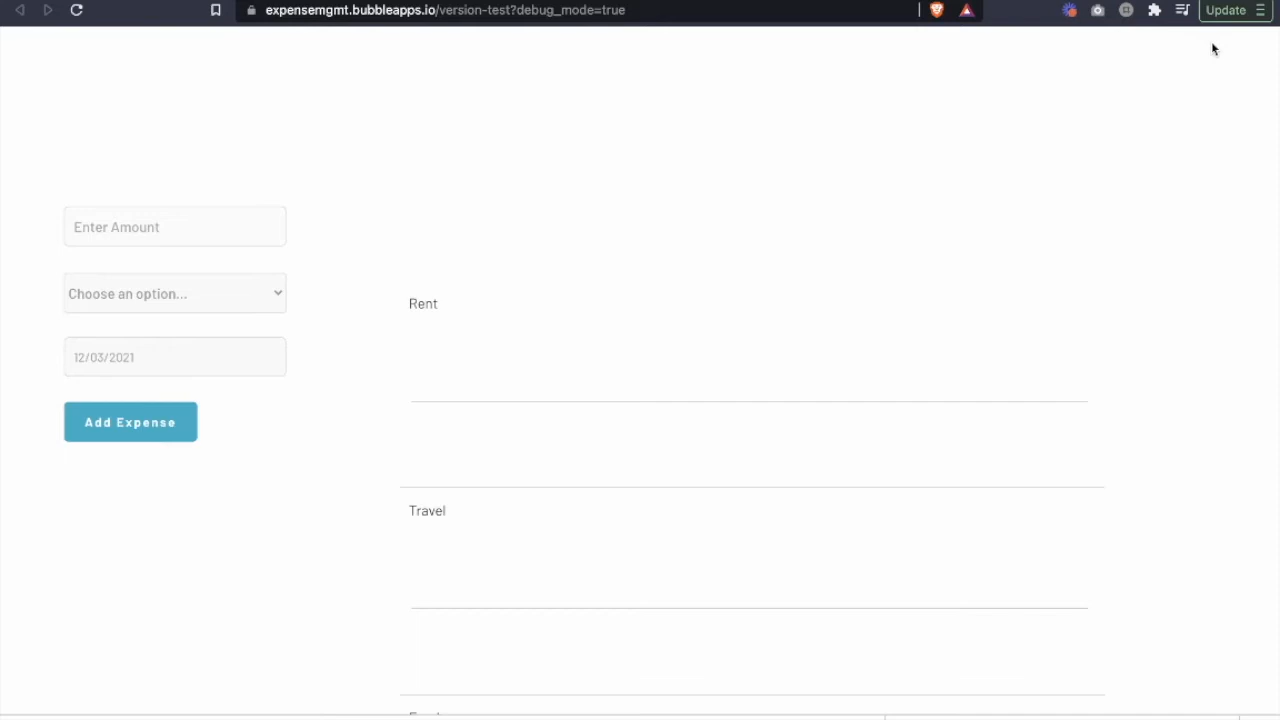 expensemgmt.bubbleapps.io/version-test?debug_mode=true
Update
Enter Amount
Choose an option...
12/03/2021
Add Expense
Rent
Travel